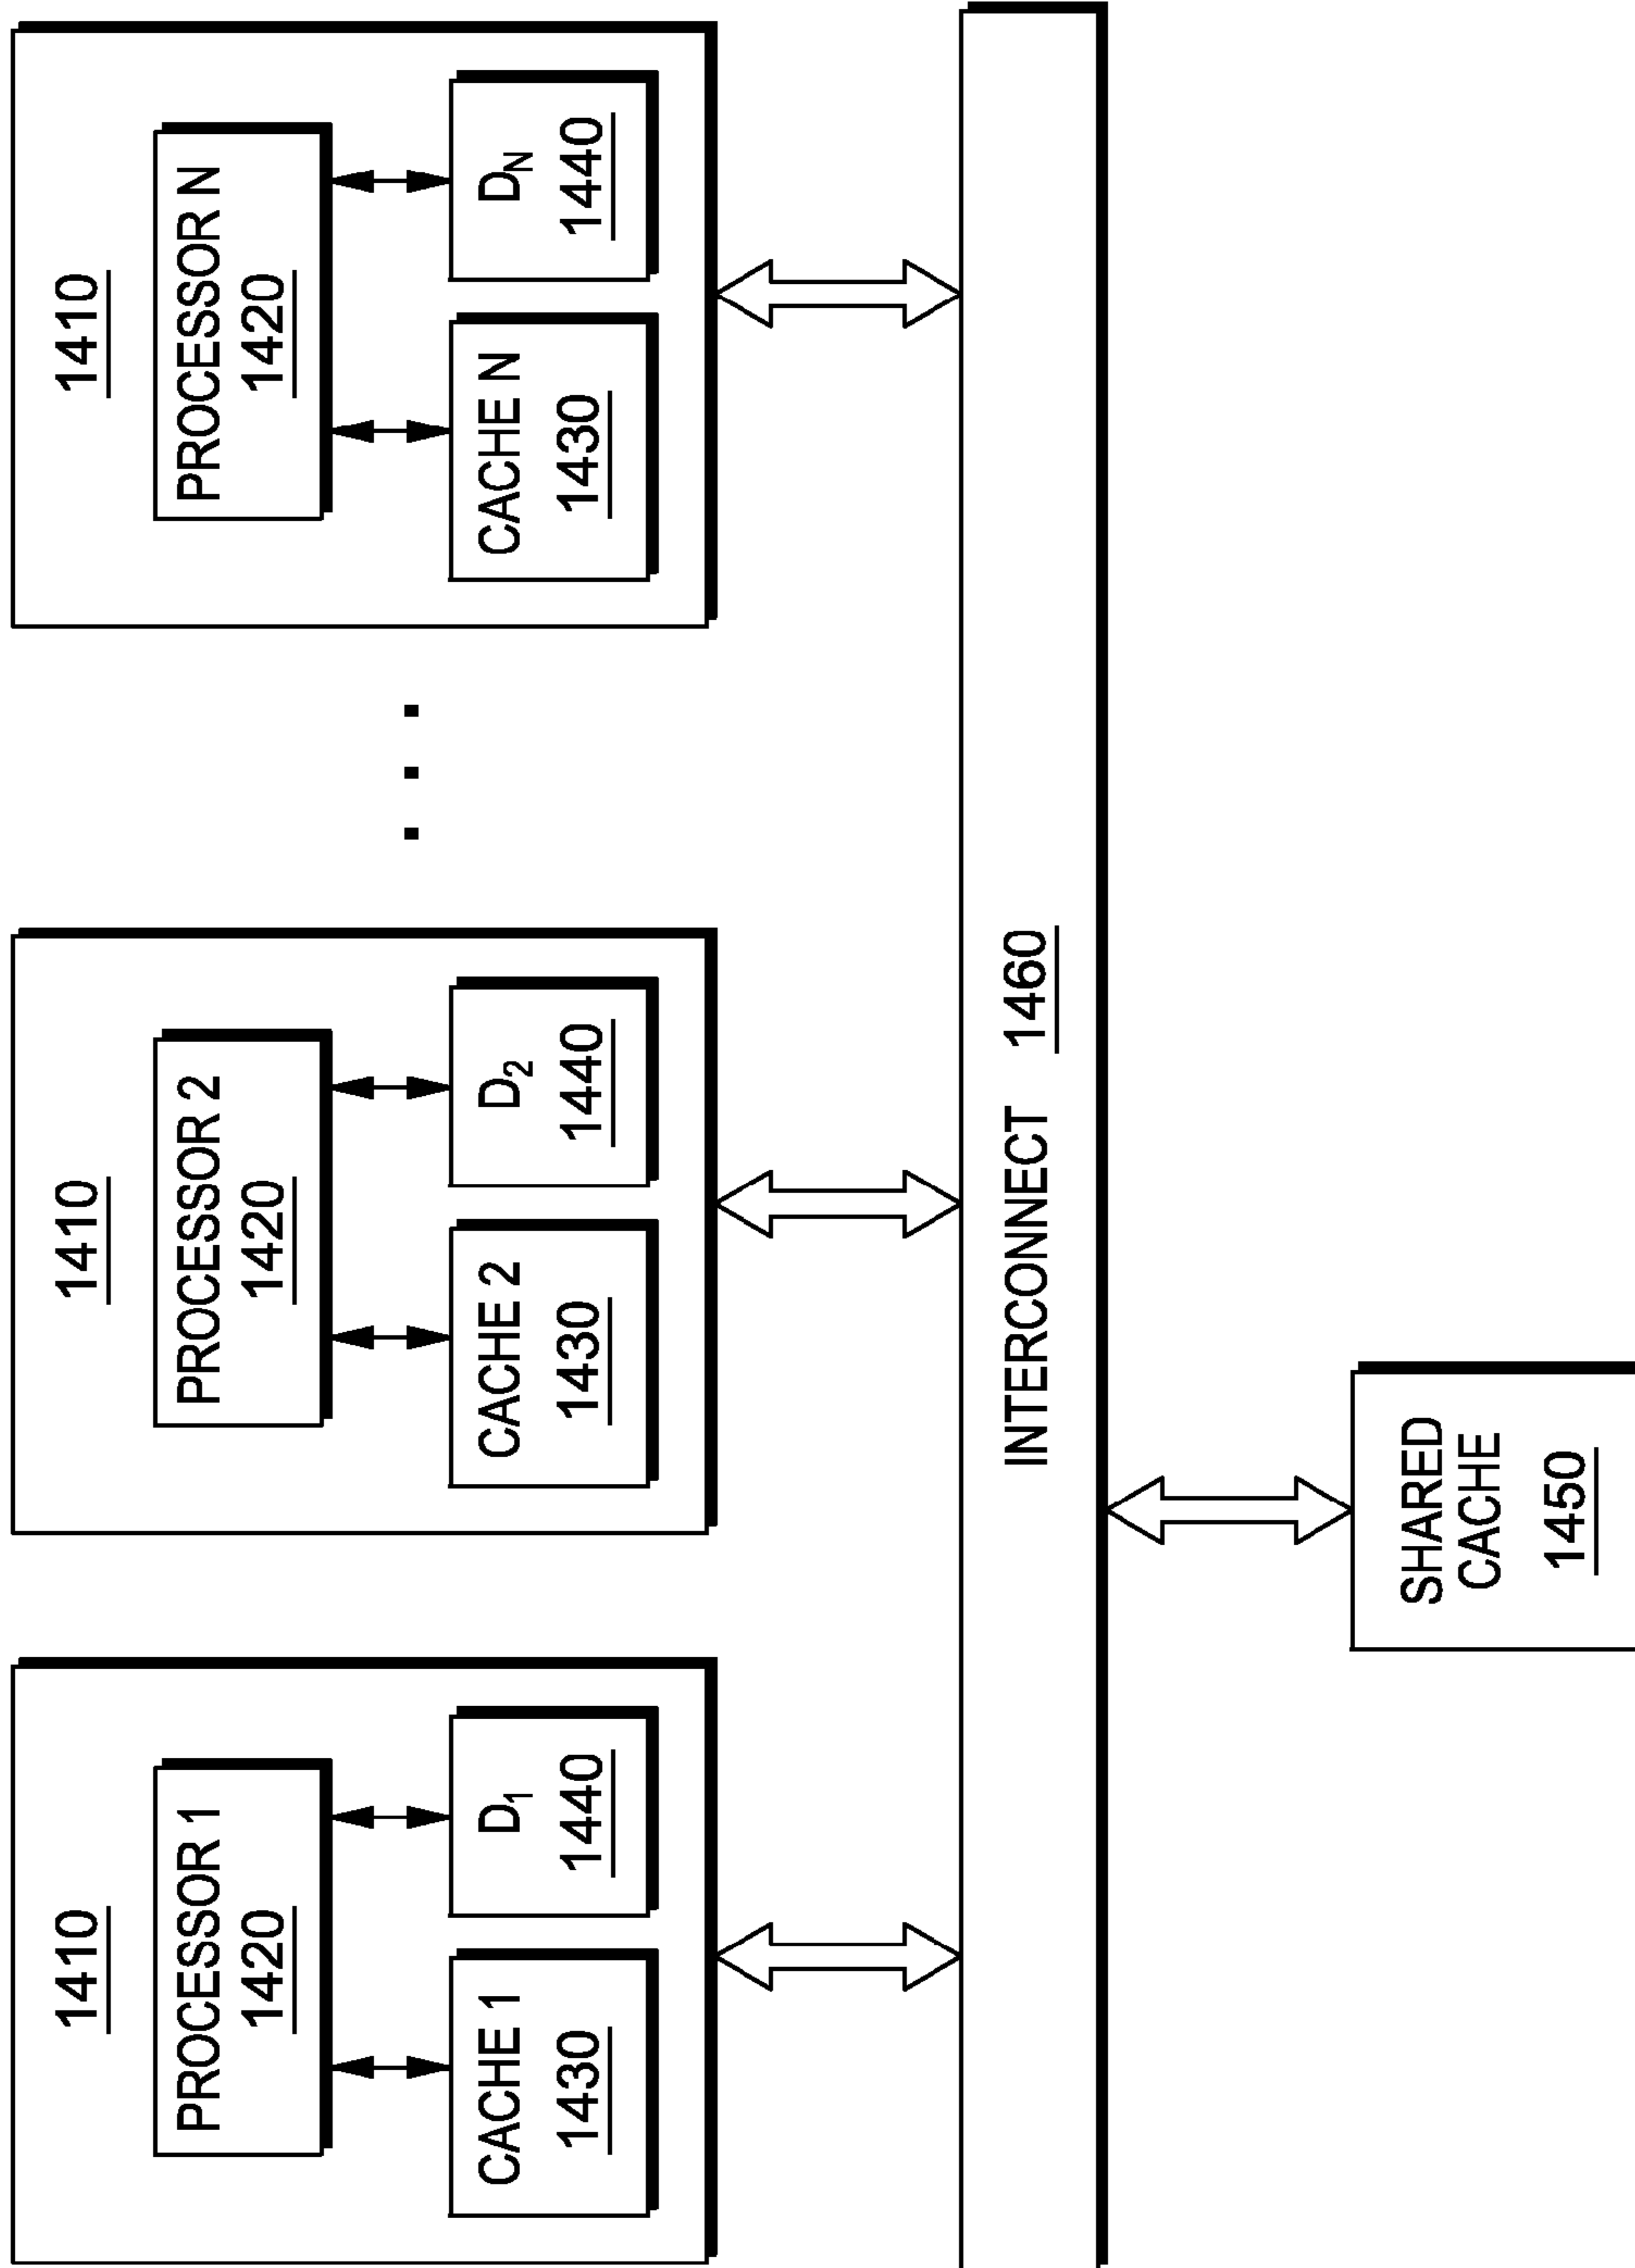 1410
PROCESSOR 1
1420
CACHE 1
1430
D1
1440
1410
PROCESSOR 2
1420
CACHE 2
1430
D2
1440
. . .
1410
PROCESSOR N
1420
CACHE N
1430
DN
1440
INTERCONNECT 1460
SHARED
CACHE
1450